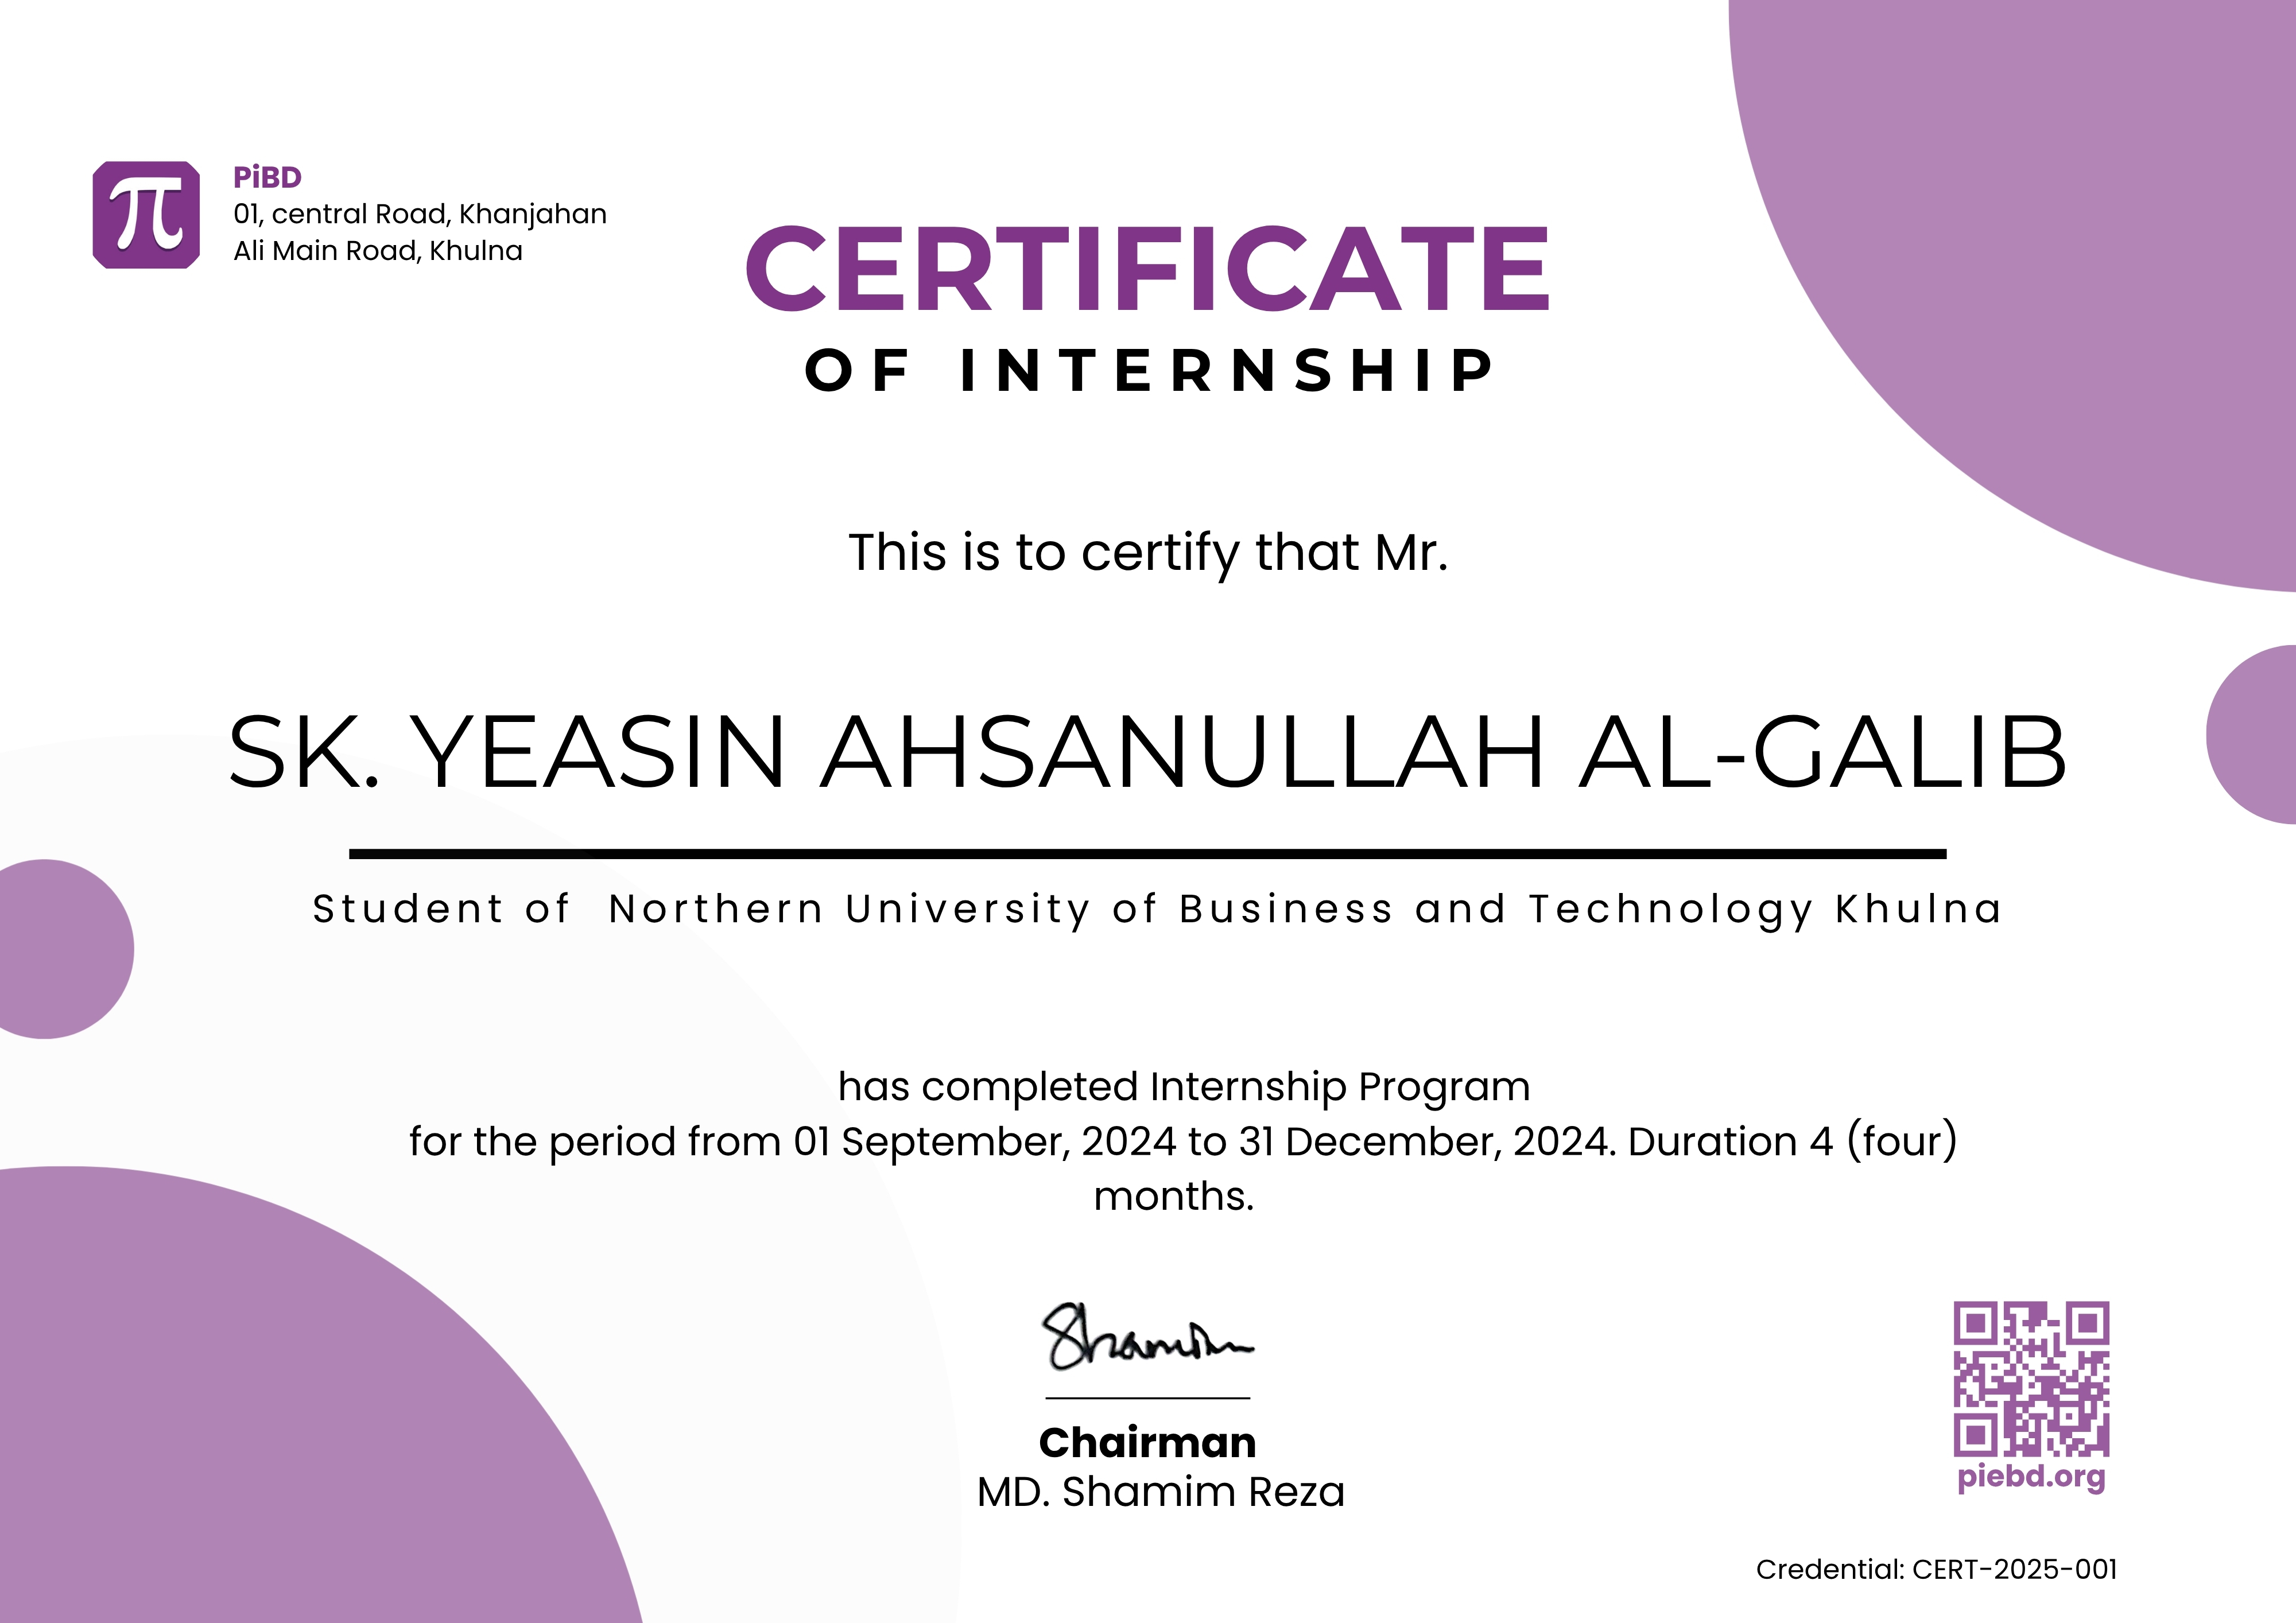 π
PiBD
01, central Road, Khanjahan
Ali Main Road, Khulna
CERTIFICATE
OF INTERNSHIP
This is to certify that Mr.
SK. YEASIN AHSANULLAH AL-GALIB
Student of Northern University of Business and Technology Khulna
has completed Internship Program
for the period from 01 September, 2024 to 31 December, 2024. Duration 4 (four)
months.
Shamim
Chairman
MD. Shamim Reza
piebd.org
Credential: CERT-2025-001